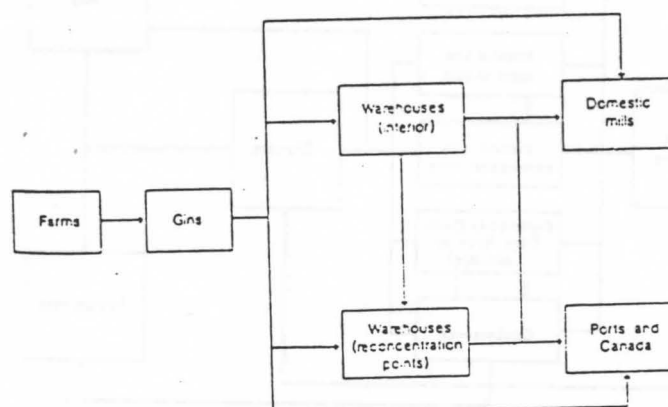 Warehouses
(interior)
Domestic
mills
Farms
Gins
Warehouses
(reconcentration
points)
Ports and
Canada